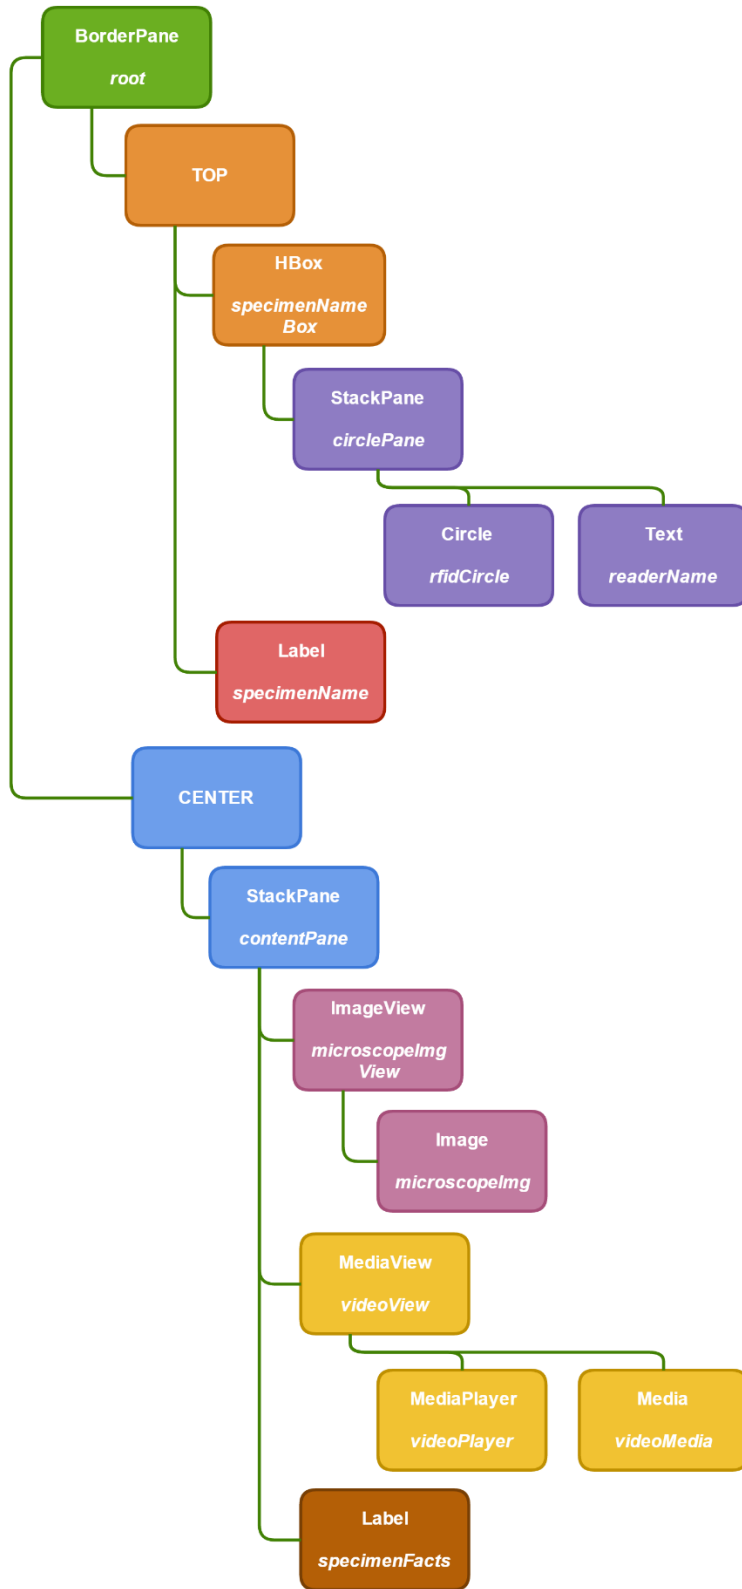 BorderPane
root
TOP
HBox
specimenName
Box
StackPane
circlePane
Circle
rfidCircle
Text
readerName
Label
specimenName
CENTER
StackPane
contentPane
ImageView
microscopeImg
View
Image
microscopeImg
MediaView
videoView
MediaPlayer
videoPlayer
Media
videoMedia
Label
specimenFacts